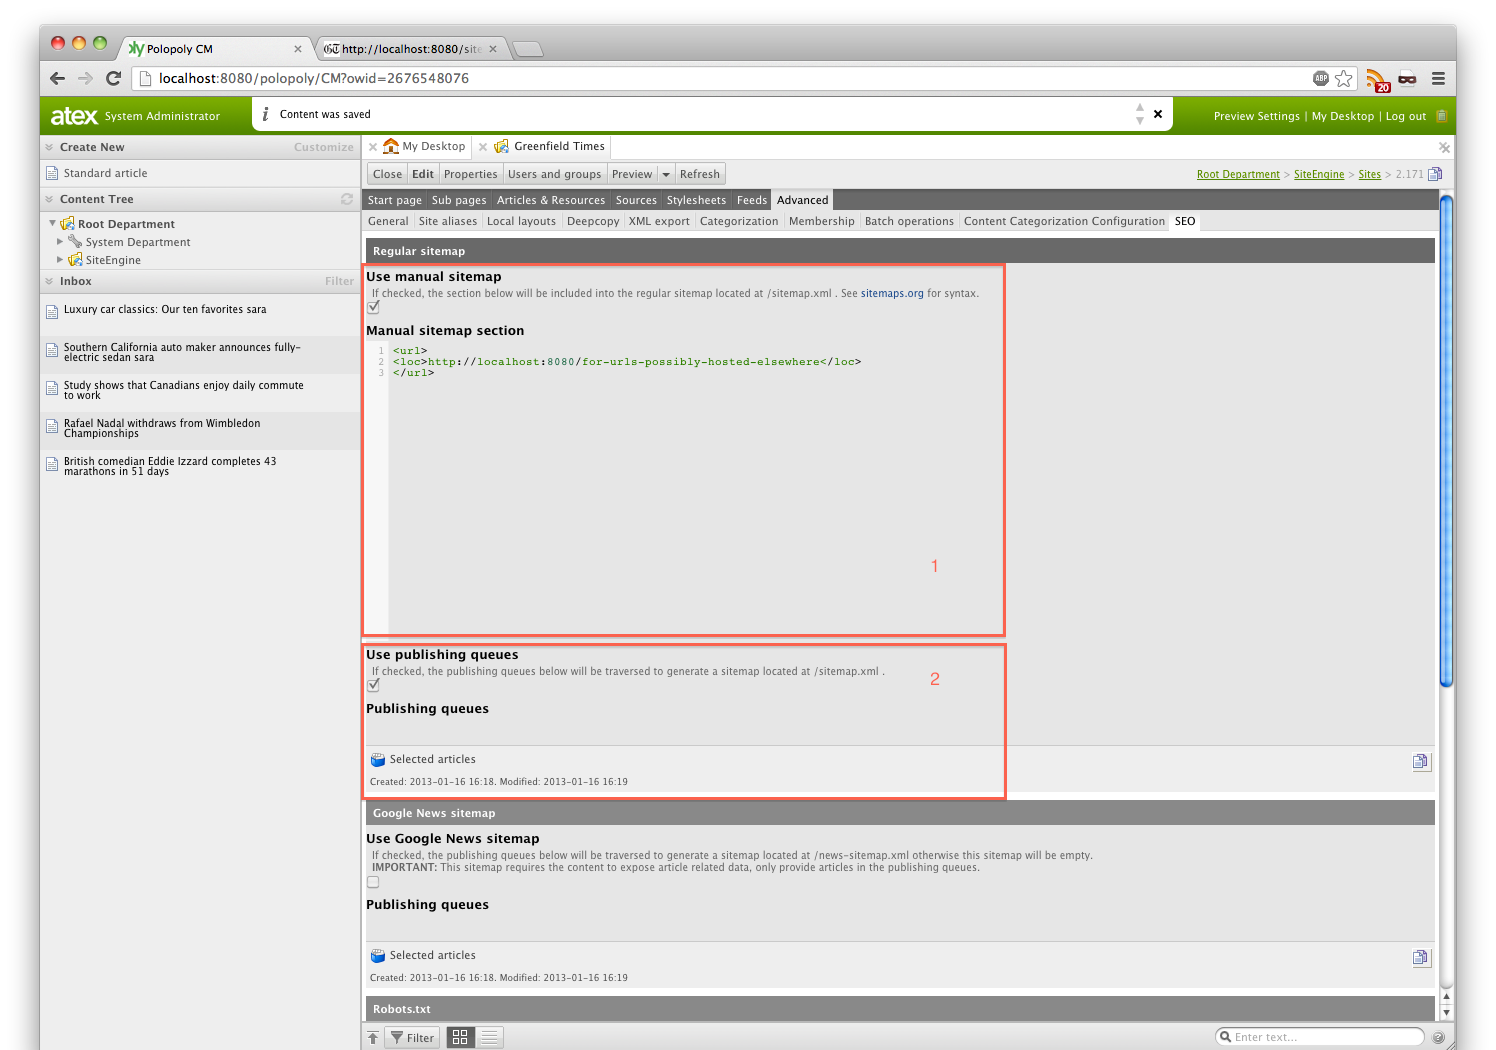 Polopoly CM
http://localhost:8080/site
localhost:8080/polopoly/CM?owid=2676548076
ABP
20
atex System Administrator
Content was saved
Preview Settings | My Desktop | Log out
Create New
Customize
My Desktop
Greenfield Times
Standard article
Close Edit Properties Users and groups Preview Refresh
Root Department > SiteEngine > Sites > 2.171
Content Tree
Start page Sub pages Articles & Resources Sources Stylesheets Feeds Advanced
Root Department
General Site aliases Local layouts Deepcopy XML export Categorization Membership Batch operations Content Categorization Configuration SEO
System Department
SiteEngine
Regular sitemap
Inbox
Filter
Use manual sitemap
If checked, the section below will be included into the regular sitemap located at /sitemap.xml . See sitemaps.org for syntax.
Luxury car classics: Our ten favorites sara
Manual sitemap section
Southern California auto maker announces fully-
electric sedan sara
1 <url>
2 <loc>http://localhost:8080/for-urls-possibly-hosted-elsewhere</loc>
3 </url>
Study shows that Canadians enjoy daily commute
to work
Rafael Nadal withdraws from Wimbledon
Championships
British comedian Eddie Izzard completes 43
marathons in 51 days
1
Use publishing queues
If checked, the publishing queues below will be traversed to generate a sitemap located at /sitemap.xml .
2
Publishing queues
Selected articles
Created: 2013-01-16 16:18. Modified: 2013-01-16 16:19
Google News sitemap
Use Google News sitemap
If checked, the publishing queues below will be traversed to generate a sitemap located at /news-sitemap.xml otherwise this sitemap will be empty.
IMPORTANT: This sitemap requires the content to expose article related data, only provide articles in the publishing queues.
Publishing queues
Selected articles
Created: 2013-01-16 16:18. Modified: 2013-01-16 16:19
Robots.txt
Filter
Enter text...